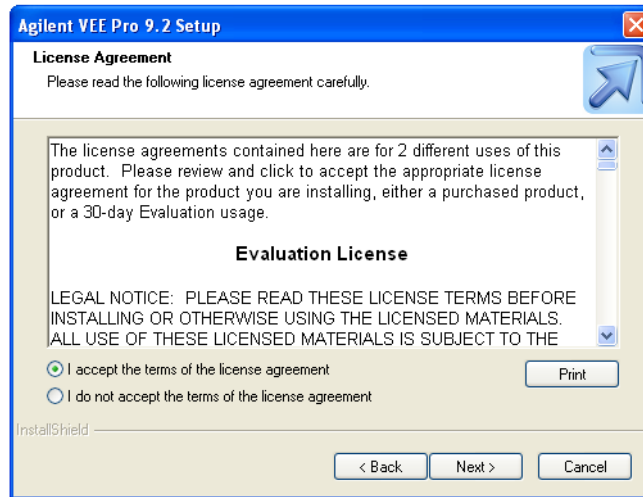 Agilent VEE Pro 9.2 Setup
License Agreement
Please read the following license agreement carefully.
The license agreements contained here are for 2 different uses of this
product.  Please review and click to accept the appropriate license
agreement for the product you are installing, either a purchased product,
or a 30-day Evaluation usage.
Evaluation License
LEGAL NOTICE:  PLEASE READ THESE LICENSE TERMS BEFORE
INSTALLING OR OTHERWISE USING THE LICENSED MATERIALS.
ALL USE OF THESE LICENSED MATERIALS IS SUBJECT TO THE
I accept the terms of the license agreement
Print
I do not accept the terms of the license agreement
InstallShield
< Back
Next >
Cancel